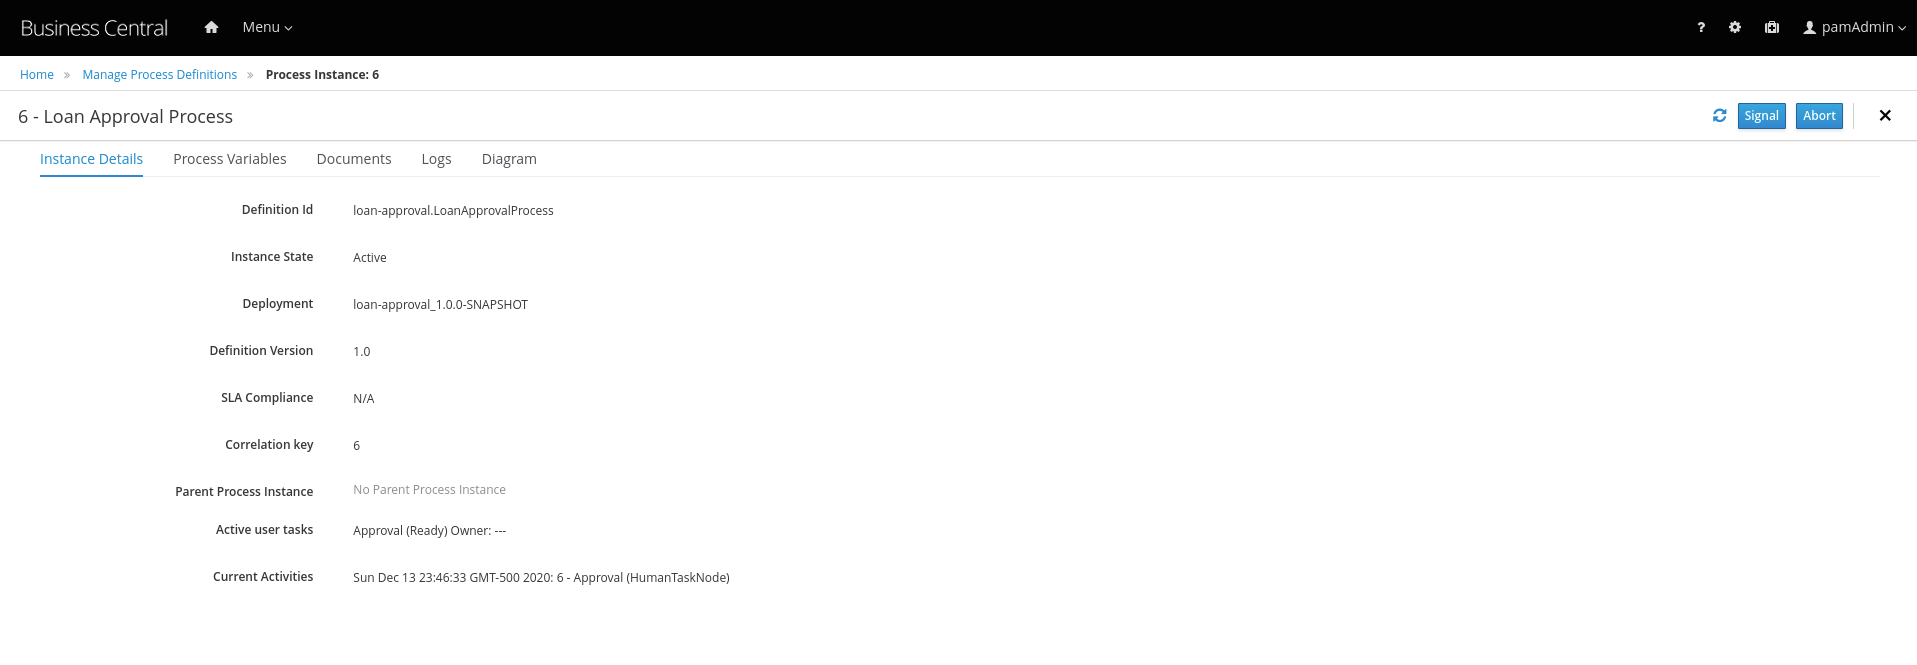 Business Central Menu ? pamAdmin
Home » Manage Process Definitions » Process Instance: 6
6 - Loan Approval Process Signal Abort
Instance Details Process Variables Documents Logs Diagram
Definition Id loan-approval.LoanApprovalProcess
Instance State Active
Deployment loan-approval_1.0.0-SNAPSHOT
Definition Version 1.0
SLA Compliance N/A
Correlation key 6
Parent Process Instance No Parent Process Instance
Active user tasks Approval (Ready) Owner: ---
Current Activities Sun Dec 13 23:46:33 GMT-500 2020: 6 - Approval (HumanTaskNode)